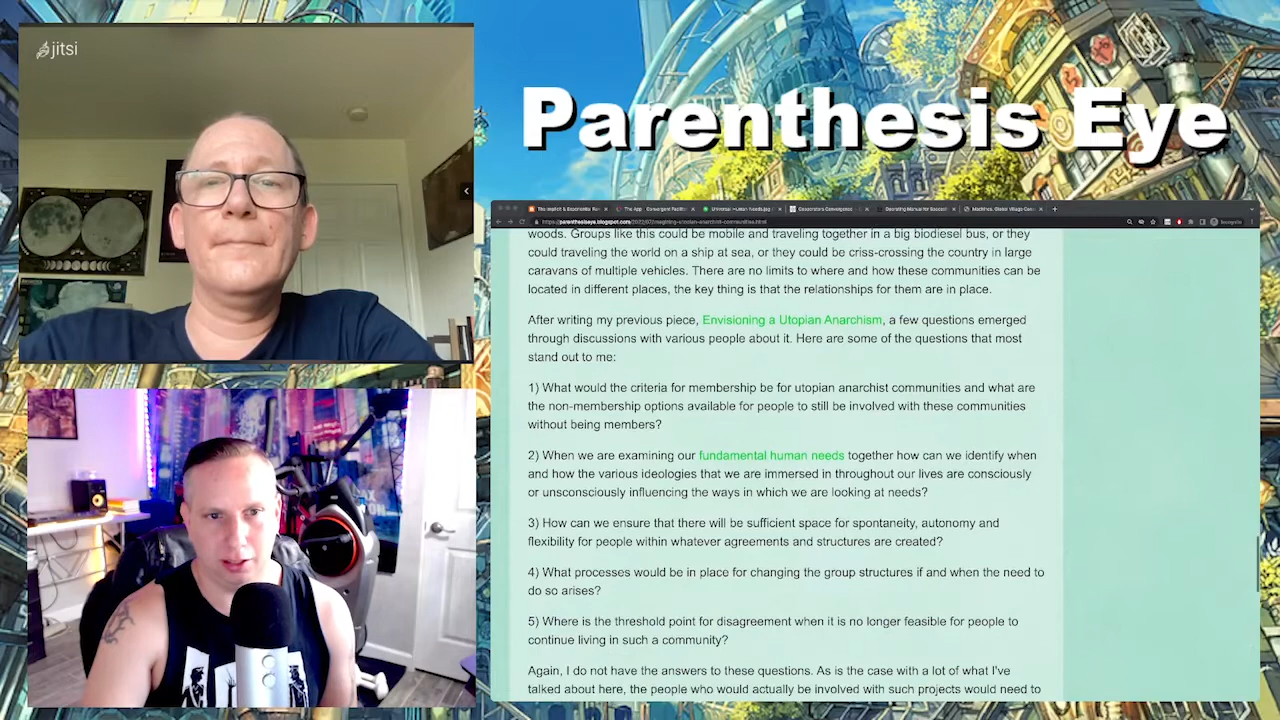 jitsi
Parenthesis Eye
woods. Groups like this could be mobile and traveling together in a big biodiesel bus, or they
could traveling the world on a ship at sea, or they could be criss-crossing the country in large
caravans of multiple vehicles. There are no limits to where and how these communities can be
located in different places, the key thing is that the relationships for them are in place.
After writing my previous piece, Envisioning a Utopian Anarchism, a few questions emerged
through discussions with various people about it. Here are some of the questions that most
stand out to me:
1) What would the criteria for membership be for utopian anarchist communities and what are
the non-membership options available for people to still be involved with these communities
without being members?
2) When we are examining our fundamental human needs together how can we identify when
and how the various ideologies that we are immersed in throughout our lives are consciously
or unconsciously influencing the ways in which we are looking at needs?
3) How can we ensure that there will be sufficient space for spontaneity, autonomy and
flexibility for people within whatever agreements and structures are created?
4) What processes would be in place for changing the group structures if and when the need to
do so arises?
5) Where is the threshold point for disagreement when it is no longer feasible for people to
continue living in such a community?
Again, I do not have the answers to these questions. As is the case with a lot of what I've
talked about here, the people who would actually be involved with such projects would need to